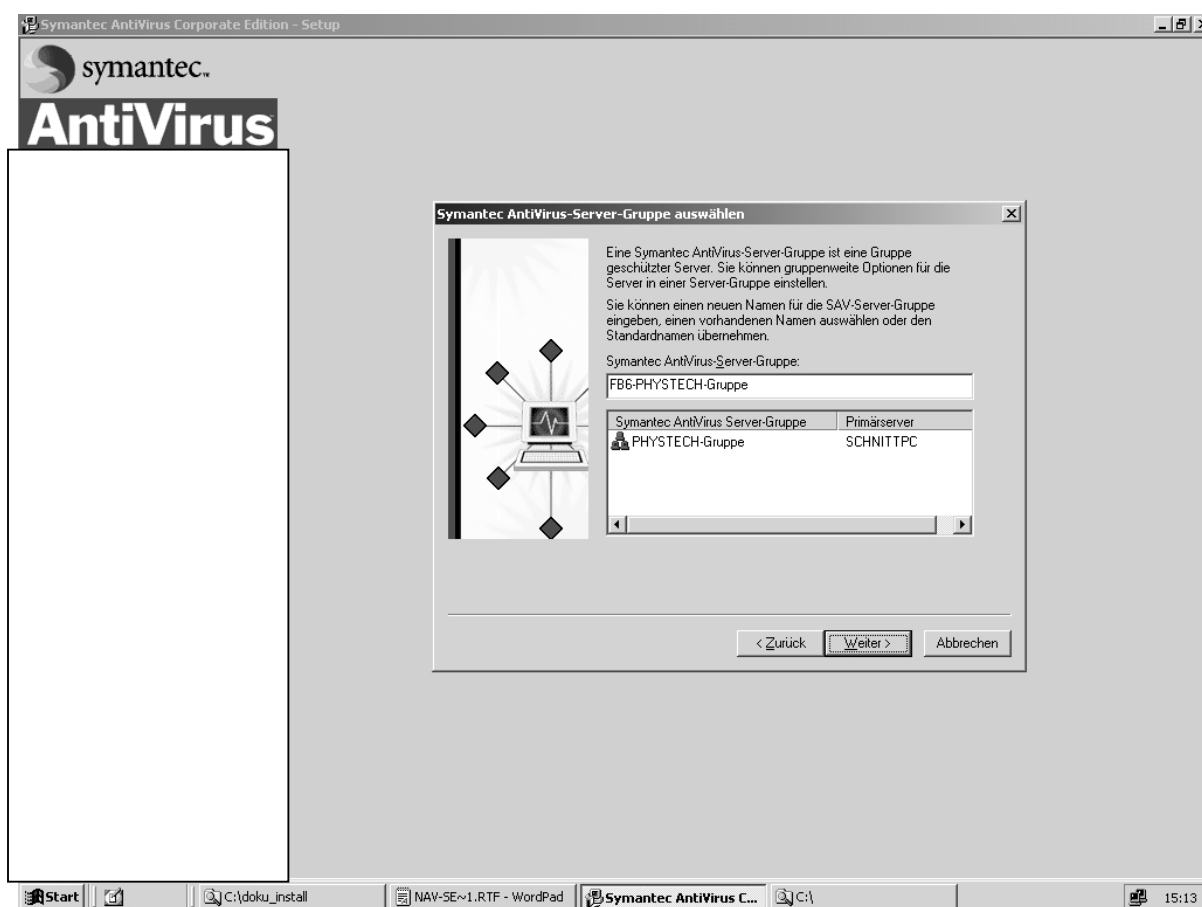 Symantec AntiVirus Corporate Edition - Setup
symantec™
AntiVirus
Symantec AntiVirus-Server-Gruppe auswählen
Eine Symantec AntiVirus-Server-Gruppe ist eine Gruppe
geschützter Server. Sie können gruppenweite Optionen für die
Server in einer Server-Gruppe einstellen.
Sie können einen neuen Namen für die SAV-Server-Gruppe
eingeben, einen vorhandenen Namen auswählen oder den
Standardnamen übernehmen.
Symantec AntiVirus-Server-Gruppe:
FB6-PHYSTECH-Gruppe
Symantec AntiVirus Server-Gruppe Primärserver
PHYSTECH-Gruppe SCHNITTPC
< Zurück Weiter > Abbrechen
Start C:\doku_install NAV-SE~1.RTF - WordPad Symantec AntiVirus C... C:\ 15:13